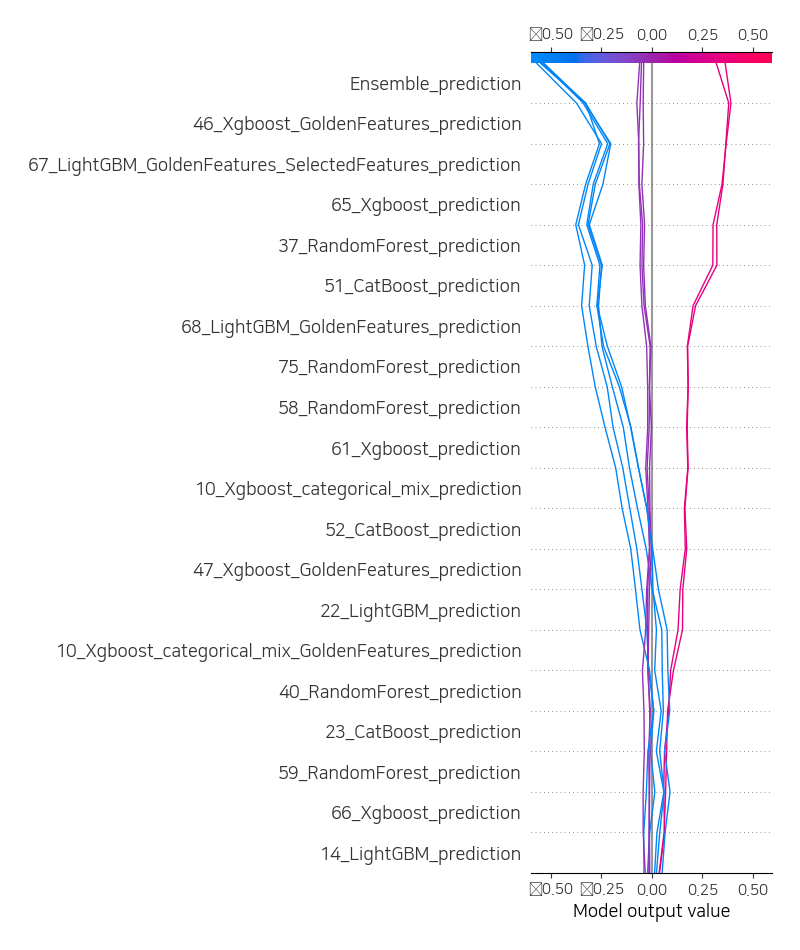 0.50 0.25 0.00 0.25 0.50
Ensemble_prediction
46_Xgboost_GoldenFeatures_prediction
67_LightGBM_GoldenFeatures_SelectedFeatures_prediction
65_Xgboost_prediction
37_RandomForest_prediction
51_CatBoost_prediction
68_LightGBM_GoldenFeatures_prediction
75_RandomForest_prediction
58_RandomForest_prediction
61_Xgboost_prediction
10_Xgboost_categorical_mix_prediction
52_CatBoost_prediction
47_Xgboost_GoldenFeatures_prediction
22_LightGBM_prediction
10_Xgboost_categorical_mix_GoldenFeatures_prediction
40_RandomForest_prediction
23_CatBoost_prediction
59_RandomForest_prediction
66_Xgboost_prediction
14_LightGBM_prediction
0.50 0.25 0.00 0.25 0.50
Model output value